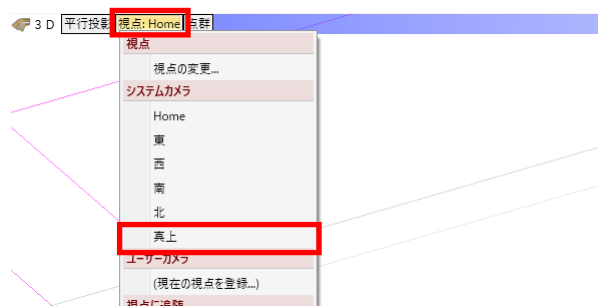 3 D 平行投影 視点: Home 点群
視点
視点の変更...
システムカメラ
Home
東
西
南
北
真上
ユーザーカメラ
(現在の視点を登録...)
視点に追随